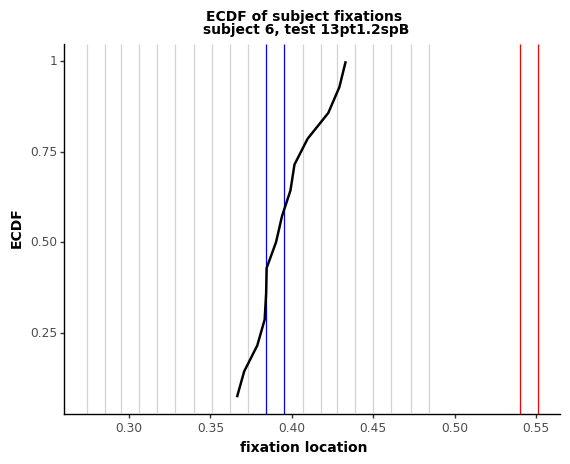 ECDF of subject fixations
subject 6, test 13pt1.2spB
1
0.75
0.50
0.25
ECDF
0.30 0.35 0.40 0.45 0.50 0.55
fixation location